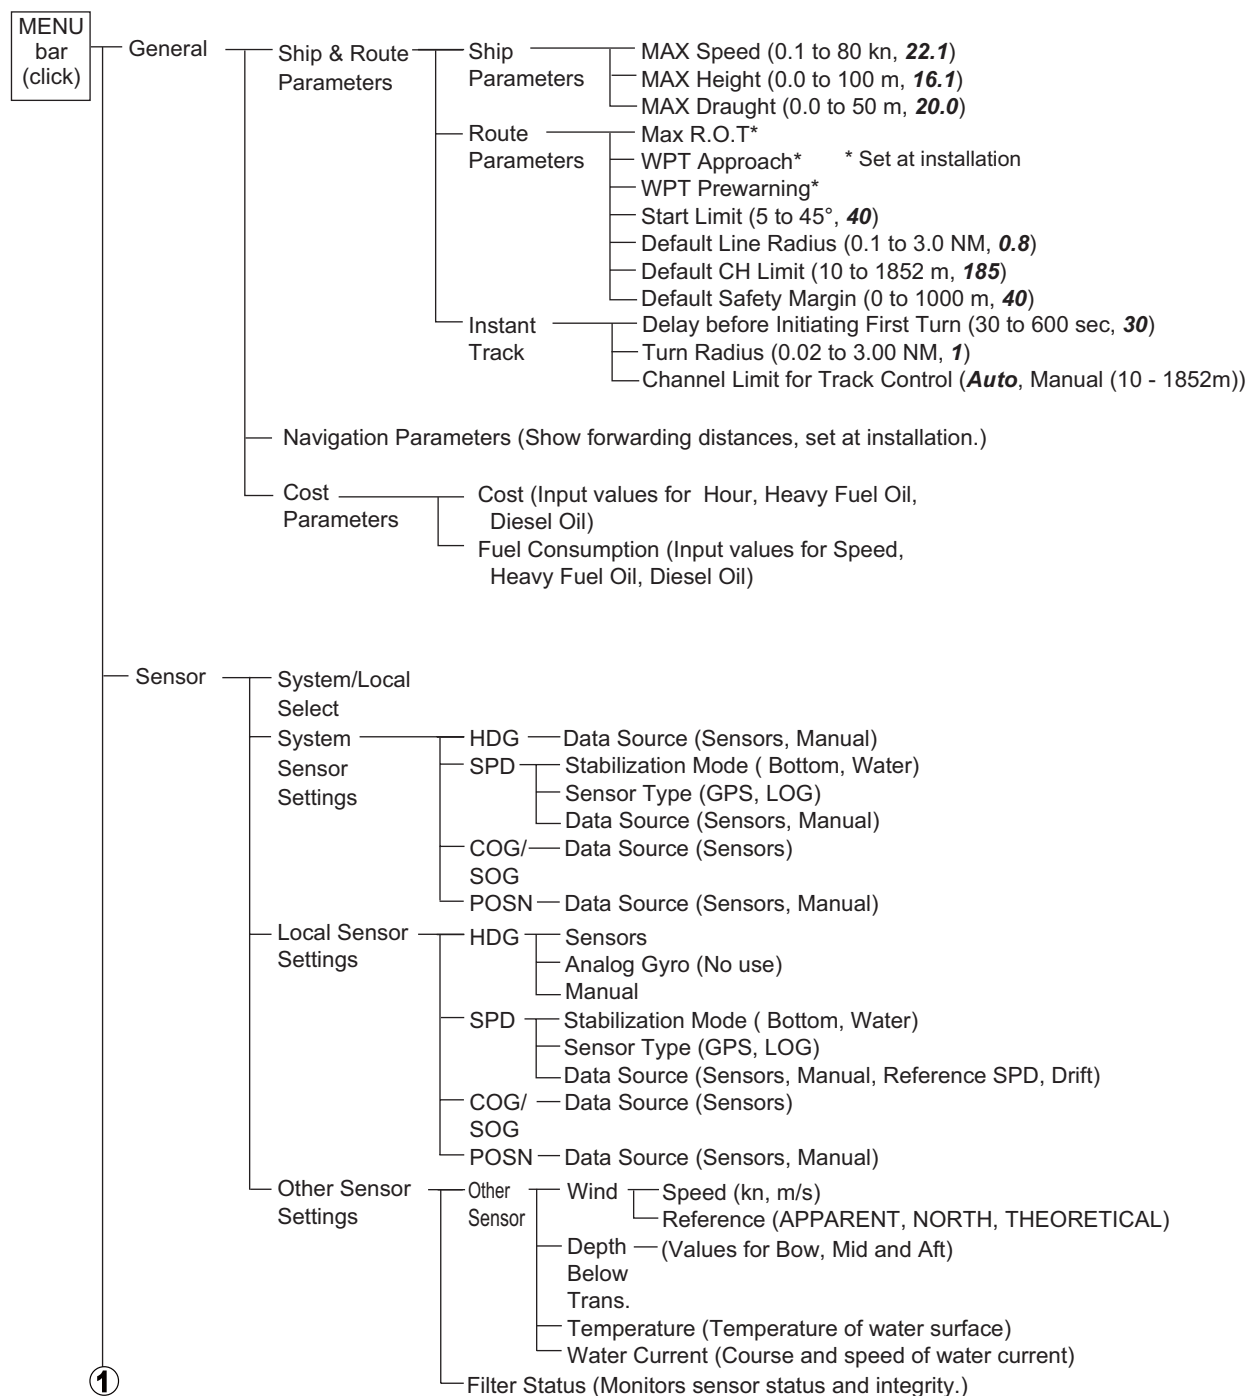 MENU
bar
(click)
General
Ship & Route
Parameters
Ship
Parameters
MAX Speed (0.1 to 80 kn, 22.1)
MAX Height (0.0 to 100 m, 16.1)
MAX Draught (0.0 to 50 m, 20.0)
Route
Parameters
Max R.O.T*
WPT Approach*
* Set at installation
WPT Prewarning*
Start Limit (5 to 45°, 40)
Default Line Radius (0.1 to 3.0 NM, 0.8)
Default CH Limit (10 to 1852 m, 185)
Default Safety Margin (0 to 1000 m, 40)
Instant
Track
Delay before Initiating First Turn (30 to 600 sec, 30)
Turn Radius (0.02 to 3.00 NM, 1)
Channel Limit for Track Control (Auto, Manual (10 - 1852m))
Navigation Parameters (Show forwarding distances, set at installation.)
Cost
Parameters
Cost (Input values for Hour, Heavy Fuel Oil,
Diesel Oil)
Fuel Consumption (Input values for Speed,
Heavy Fuel Oil, Diesel Oil)
Sensor
System/Local
Select
System
Sensor
Settings
HDG
Data Source (Sensors, Manual)
SPD
Stabilization Mode ( Bottom, Water)
Sensor Type (GPS, LOG)
Data Source (Sensors, Manual)
COG/
SOG
Data Source (Sensors)
POSN
Data Source (Sensors, Manual)
Local Sensor
Settings
HDG
Sensors
Analog Gyro (No use)
Manual
SPD
Stabilization Mode ( Bottom, Water)
Sensor Type (GPS, LOG)
Data Source (Sensors, Manual, Reference SPD, Drift)
COG/
SOG
Data Source (Sensors)
POSN
Data Source (Sensors, Manual)
Other Sensor
Settings
Other
Sensor
Wind
Speed (kn, m/s)
Reference (APPARENT, NORTH, THEORETICAL)
Depth
Below
Trans.
(Values for Bow, Mid and Aft)
Temperature (Temperature of water surface)
Water Current (Course and speed of water current)
Filter Status (Monitors sensor status and integrity.)
1